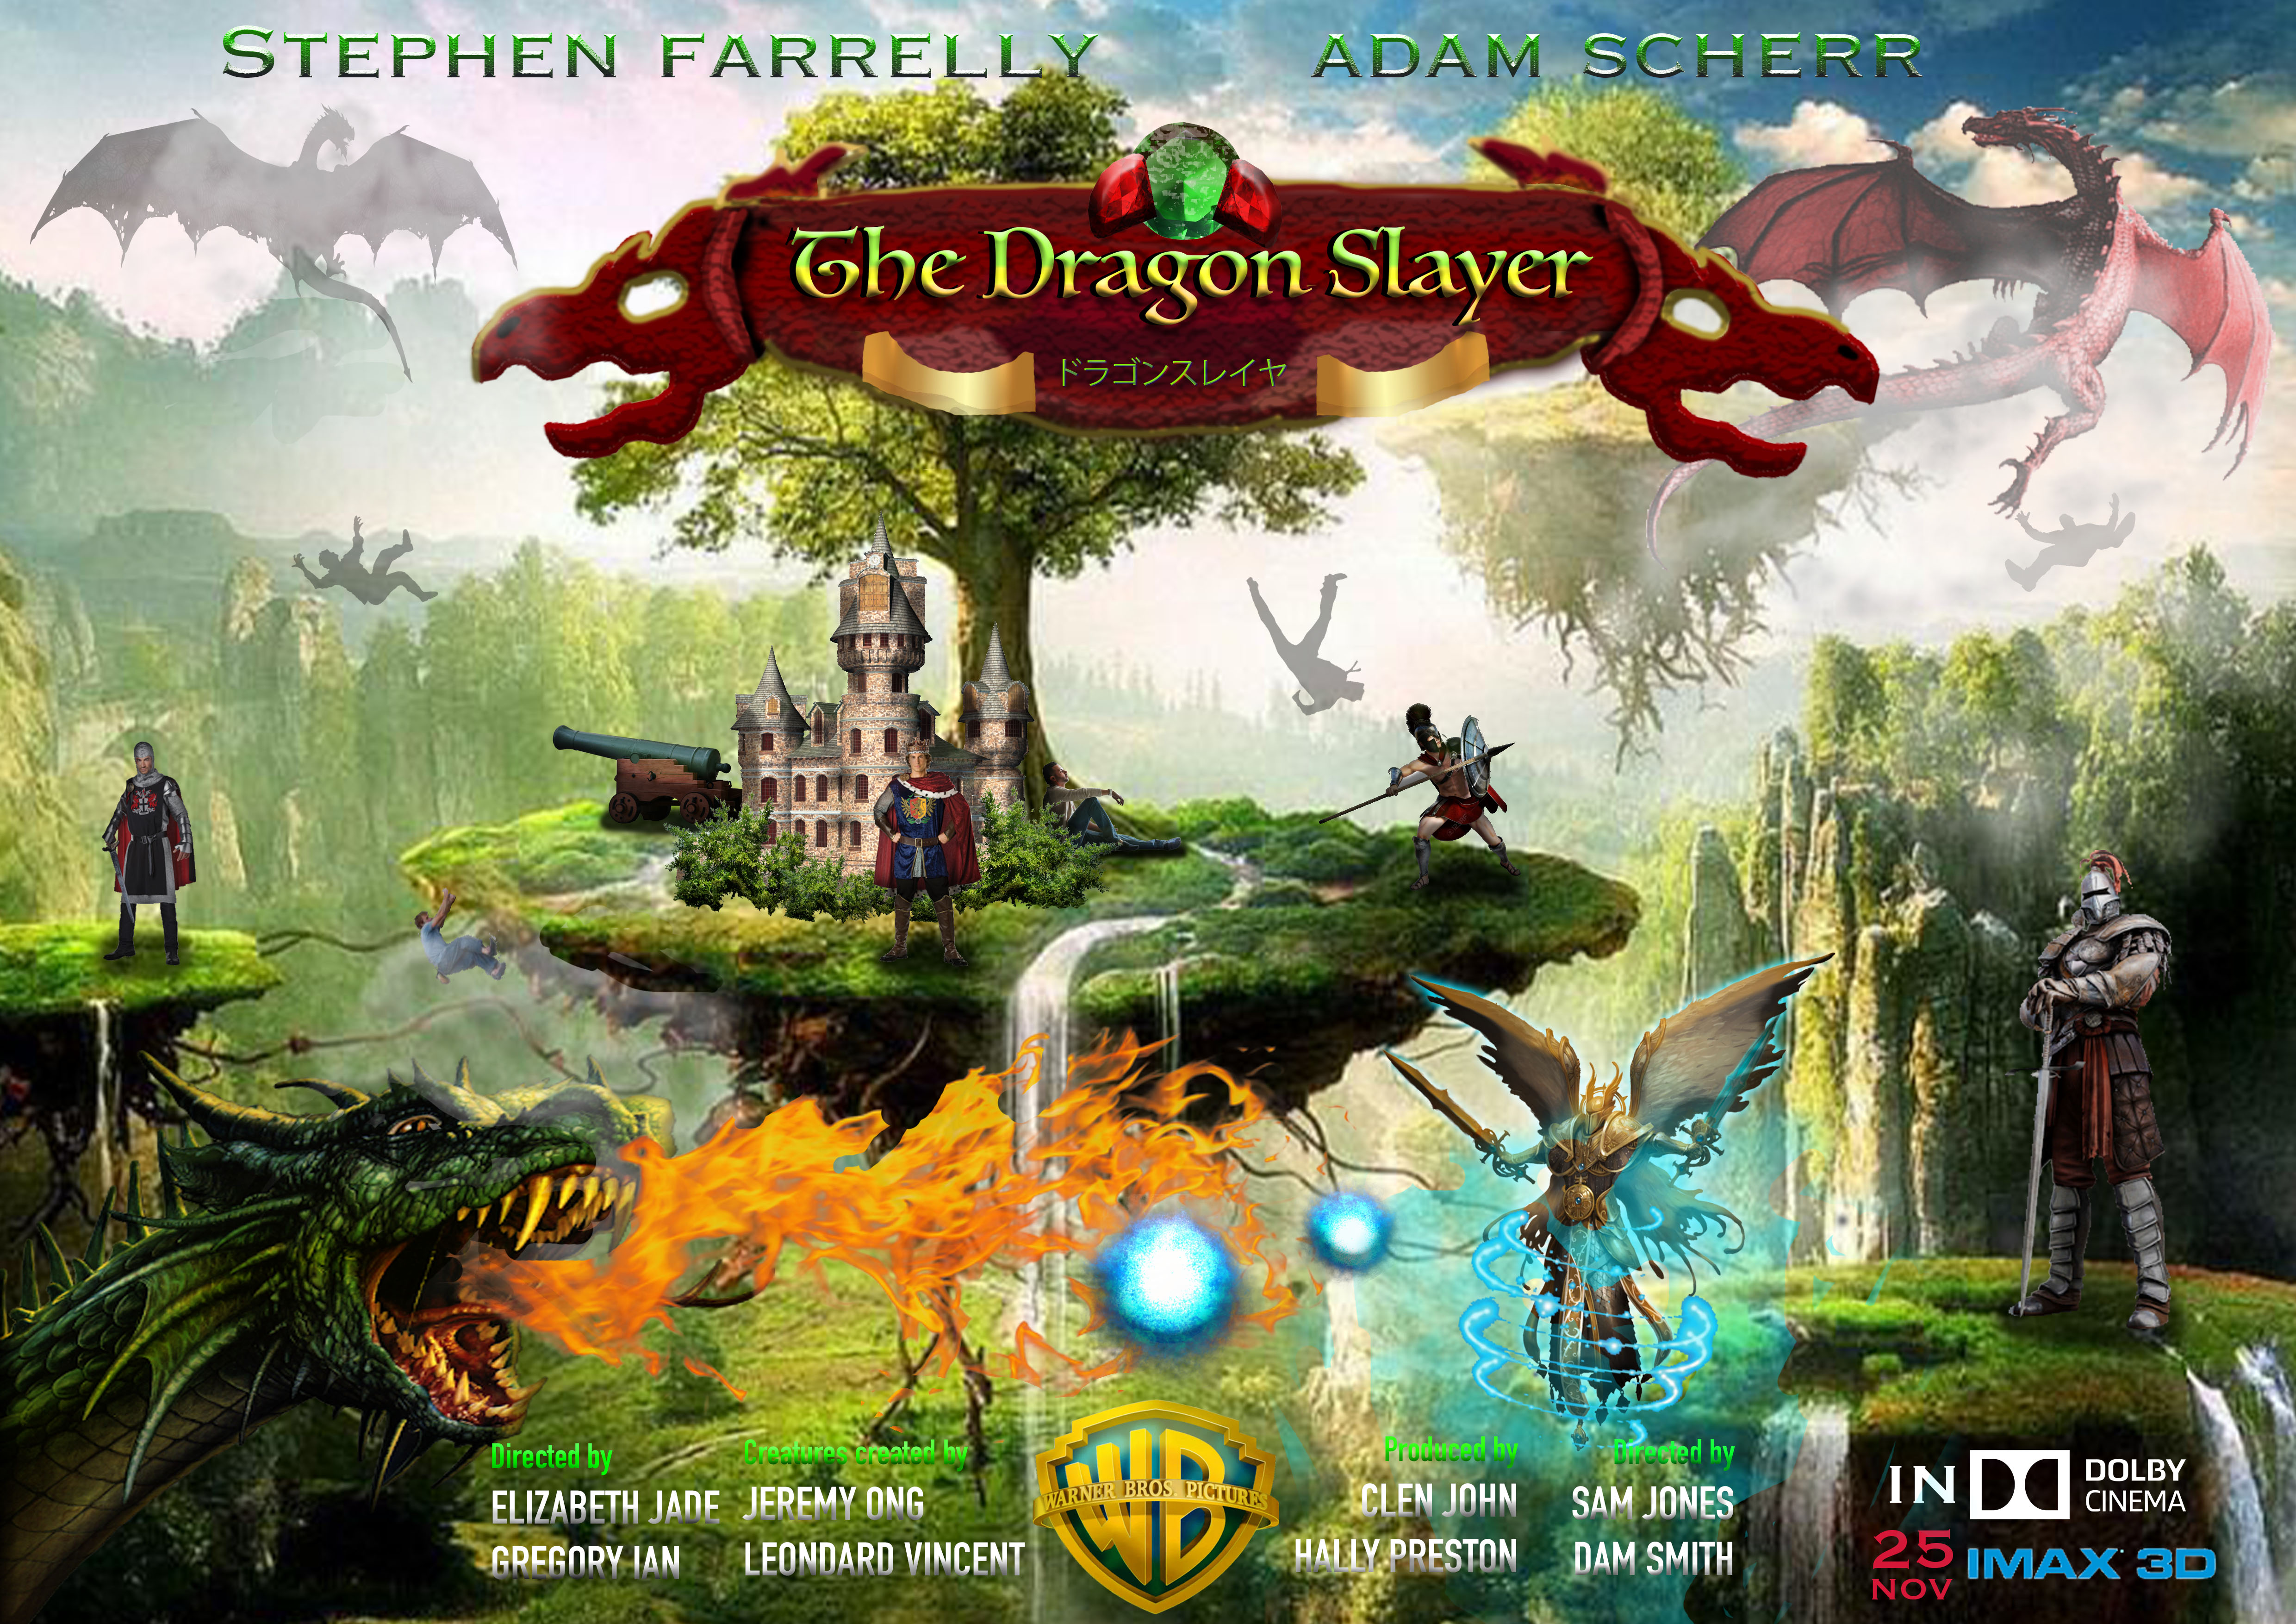 STEPHEN FARRELLY
ADAM SCHERR
The Dragon Slayer
ドラゴンスレイヤ
Directed by
ELIZABETH JADE
GREGORY IAN
Creatures created by
JEREMY ONG
LEONDARD VINCENT
WB
WARNER BROS. PICTURES
Produced by
CLEN JOHN
HALLY PRESTON
Directed by
SAM JONES
DAM SMITH
IN DOLBY
CINEMA
25
NOV
IMAX 3D